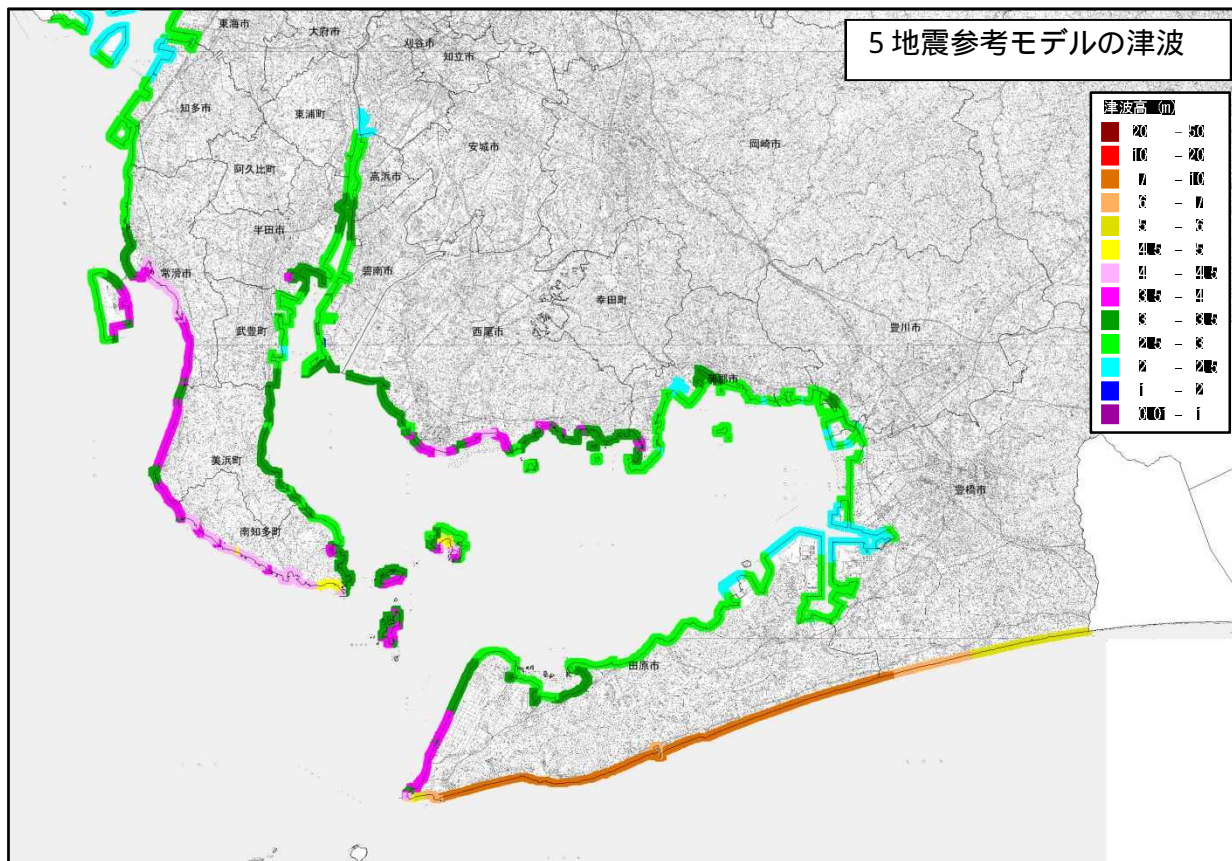 5地震参考モデルの津波
津波高 (m)
20 - 50
10 - 20
7 - 10
6 - 7
5 - 6
4.5 - 5
4 - 4.5
3.5 - 4
3 - 3.5
2.5 - 3
2 - 2.5
1 - 2
0.01 - 1
東海市
大府市
刈谷市
知立市
知多市
東浦町
安城市
岡崎市
阿久比町
高浜市
半田市
碧南市
常滑市
幸田町
武豊町
西尾市
豊川市
蒲郡市
美浜町
豊橋市
南知多町
田原市